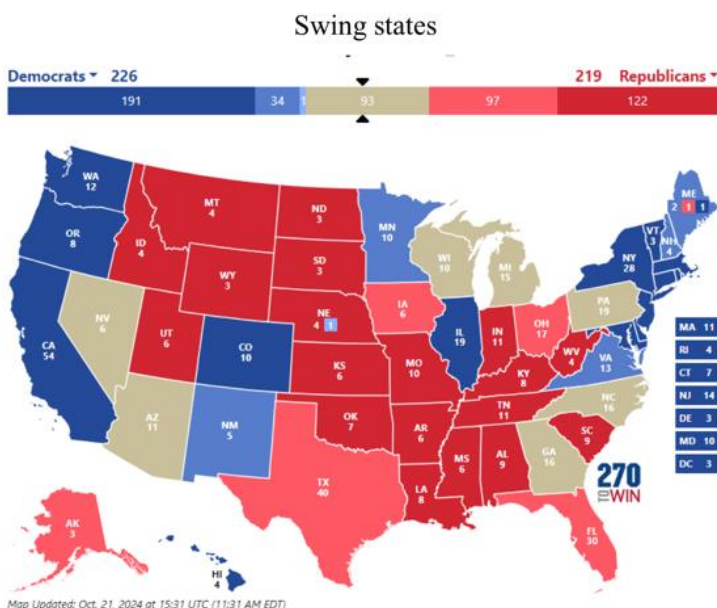 Swing states
Democrats 226
219 Republicans
191 34 1 93 97 122
WA
12
OR
8
CA
54
NV
6
ID
4
MT
4
WY
3
UT
6
AZ
11
CO
10
NM
5
ND
3
SD
3
NE
4 1
KS
6
OK
7
TX
40
MN
10
IA
6
MO
10
AR
6
LA
8
WI
10
IL
19
MI
15
IN
11
OH
17
KY
8
TN
11
MS
6
AL
9
GA
16
FL
30
SC
9
NC
16
VA
13
WV
4
PA
19
NY
28
VT
3
NH
4
ME
2 1 1
MA 11
RI 4
CT 7
NJ 14
DE 3
MD 10
DC 3
AK
3
HI
4
270
TOWIN
Map Updated: Oct. 21, 2024 at 15:31 UTC (11:31 AM EDT)